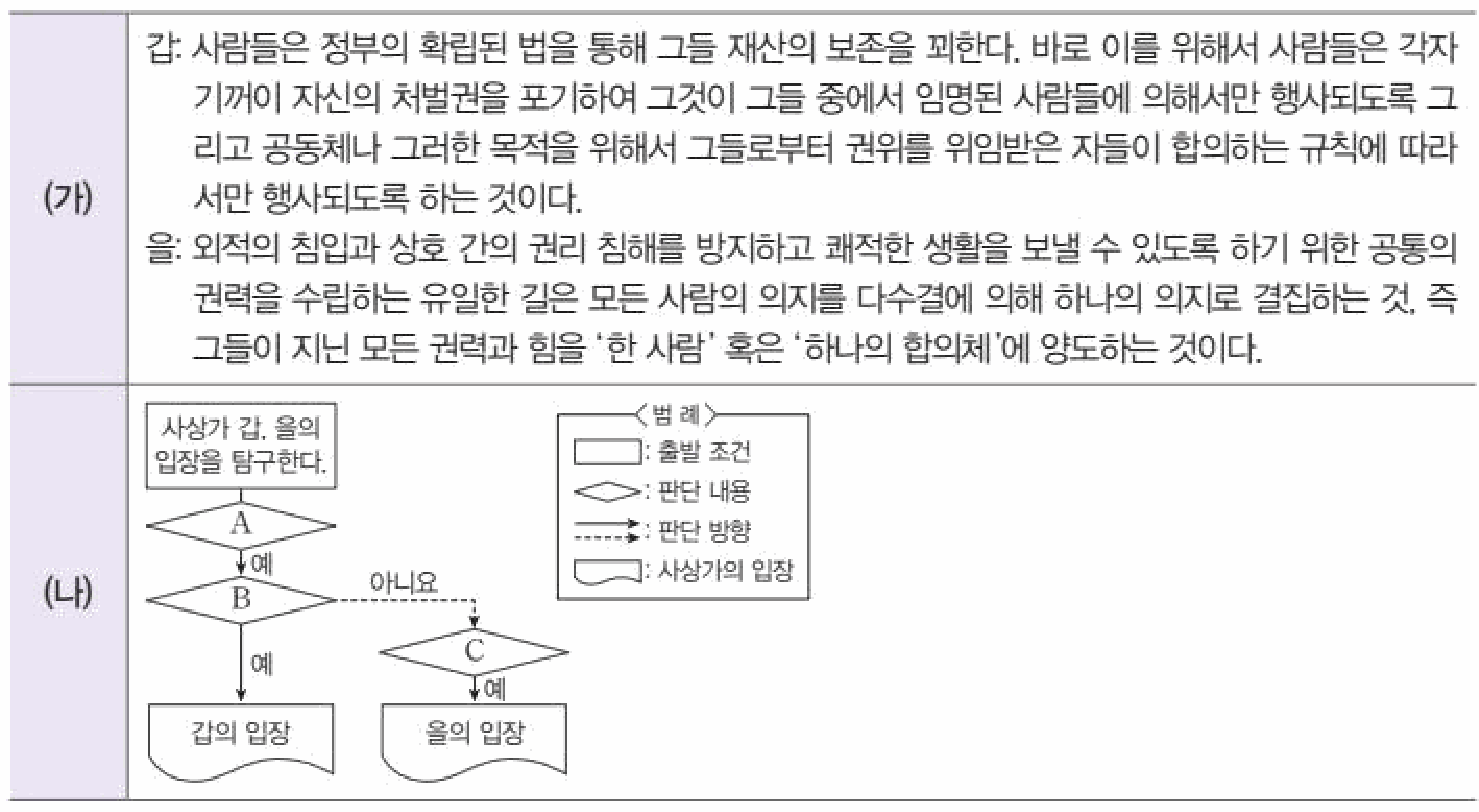 (가)
갑: 사람들은 정부의 확립된 법을 통해 그들 재산의 보존을 꾀한다. 바로 이를 위해서 사람들은 각자
기꺼이 자신의 처벌권을 포기하여 그것이 그들 중에서 임명된 사람들에 의해서만 행사되도록 그
리고 공동체나 그러한 목적을 위해서 그들로부터 권위를 위임받은 자들이 합의하는 규칙에 따라
서만 행사되도록 하는 것이다.
을: 외적의 침입과 상호 간의 권리 침해를 방지하고 쾌적한 생활을 보낼 수 있도록 하기 위한 공통의
권력을 수립하는 유일한 길은 모든 사람의 의지를 다수결에 의해 하나의 의지로 결집하는 것, 즉
그들이 지닌 모든 권력과 힘을 ‘한 사람’ 혹은 ‘하나의 합의체’에 양도하는 것이다.
(나)
사상가 갑, 을의
입장을 탐구한다.
A
예
B
아니요
예
C
예
갑의 입장
을의 입장
〈범 례〉
: 출발 조건
: 판단 내용
: 판단 방향
: 사상가의 입장